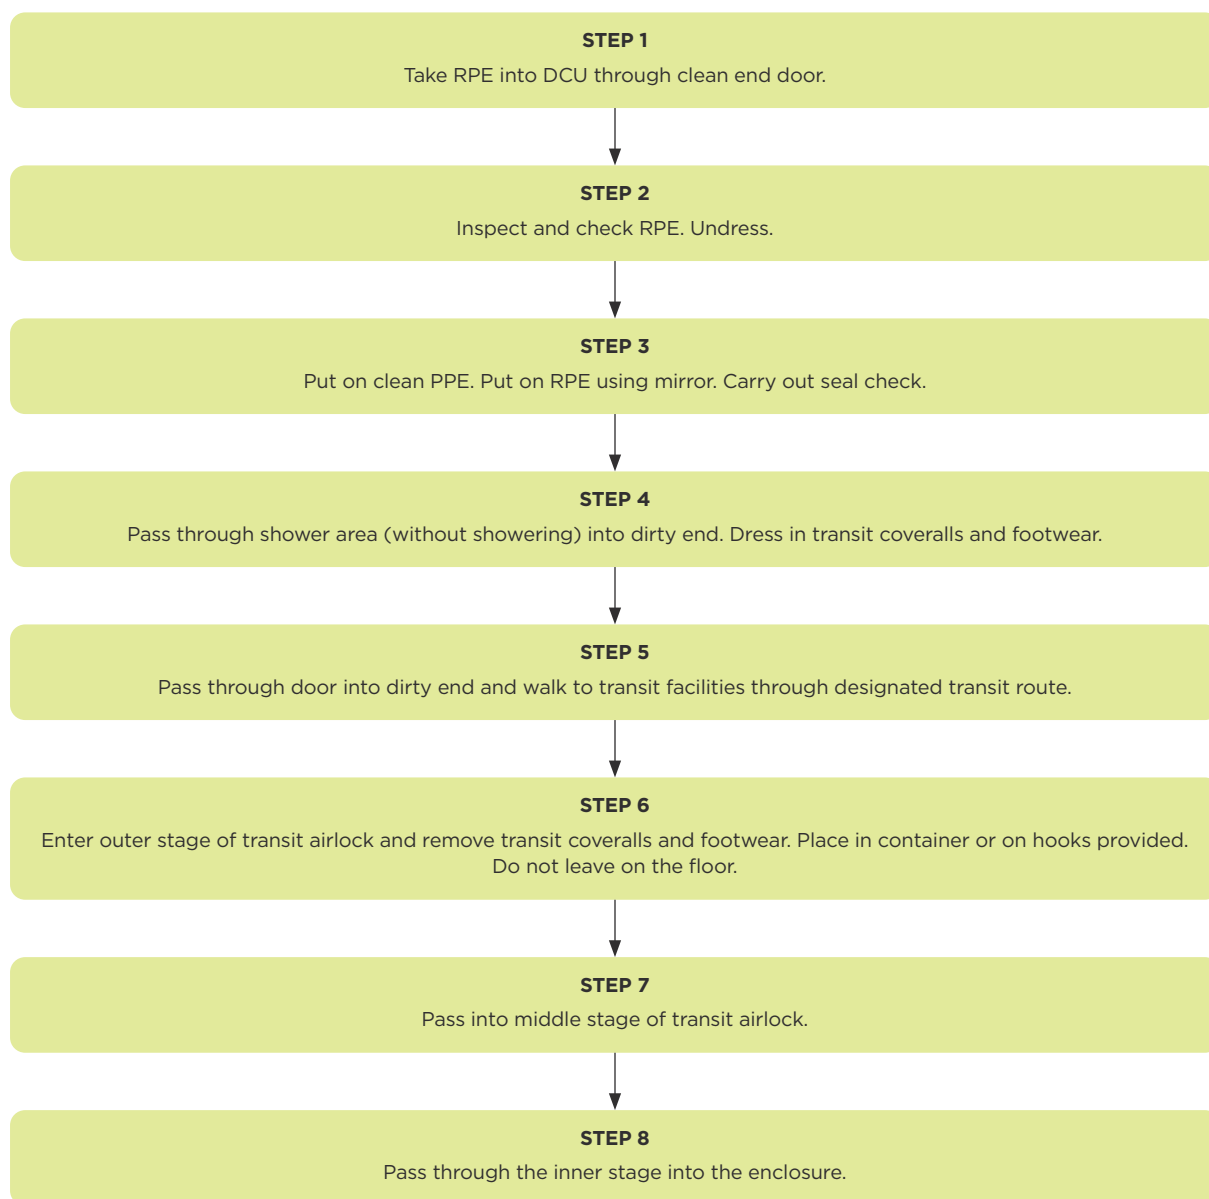 STEP 1
Take RPE into DCU through clean end door.
STEP 2
Inspect and check RPE. Undress.
STEP 3
Put on clean PPE. Put on RPE using mirror. Carry out seal check.
STEP 4
Pass through shower area (without showering) into dirty end. Dress in transit coveralls and footwear.
STEP 5
Pass through door into dirty end and walk to transit facilities through designated transit route.
STEP 6
Enter outer stage of transit airlock and remove transit coveralls and footwear. Place in container or on hooks provided.
Do not leave on the floor.
STEP 7
Pass into middle stage of transit airlock.
STEP 8
Pass through the inner stage into the enclosure.